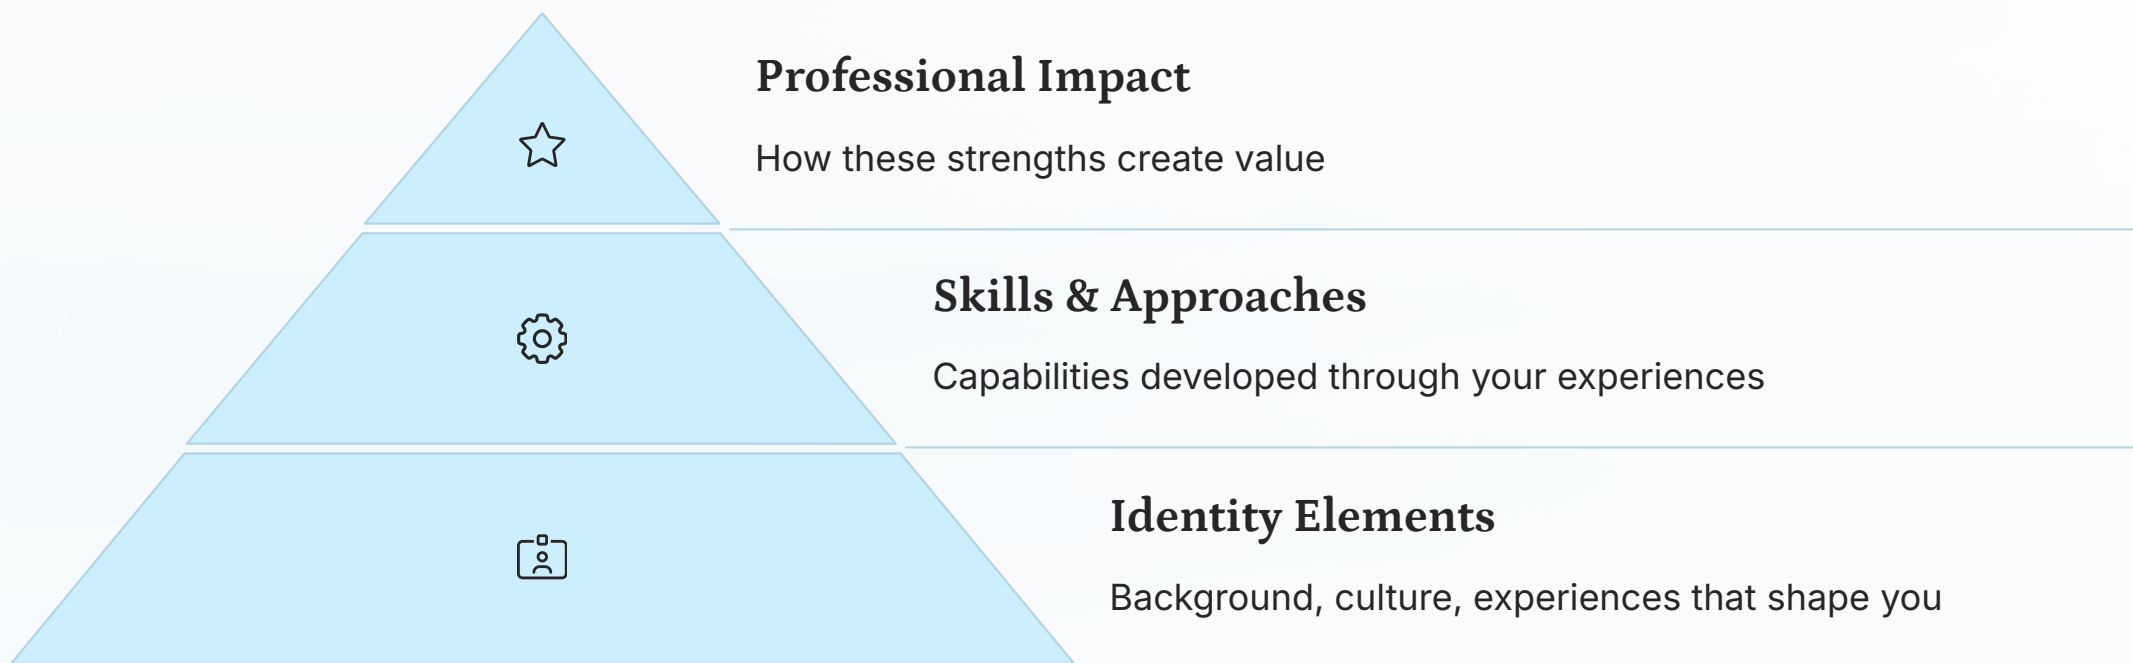 Professional Impact
How these strengths create value
Skills & Approaches
Capabilities developed through your experiences
Identity Elements
Background, culture, experiences that shape you